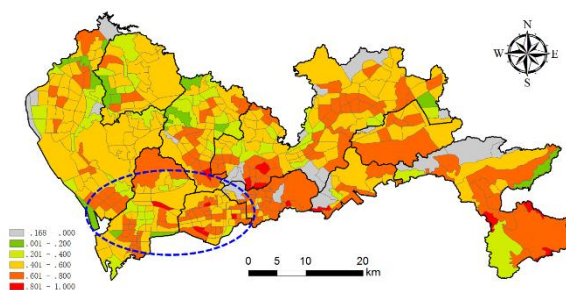 N
W E
S
.168 - .000
.001 - .200
.201 - .400
.401 - .600
.601 - .800
.801 - 1.000
0 5 10 20
km